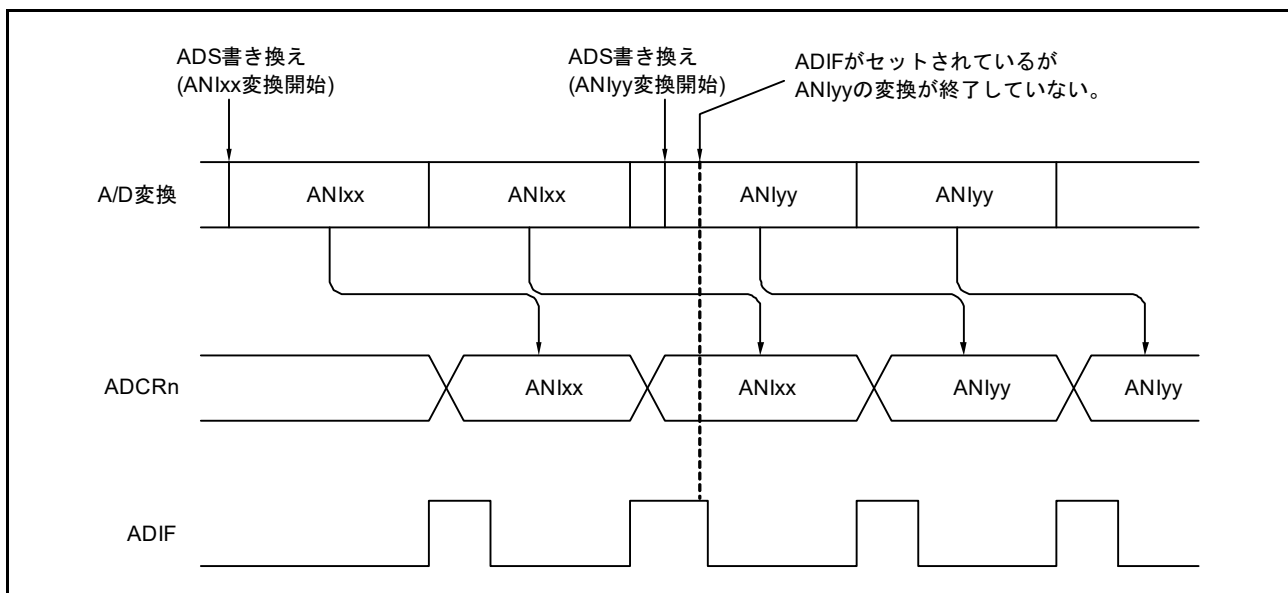 ADS書き換え
(ANIxx変換開始)
ADS書き換え
(ANIyy変換開始)
ADIFがセットされているが
ANIyyの変換が終了していない。
A/D変換
ANIxx
ANIxx
ANIyy
ANIyy
ADCRn
ANIxx
ANIxx
ANIyy
ANIyy
ADIF